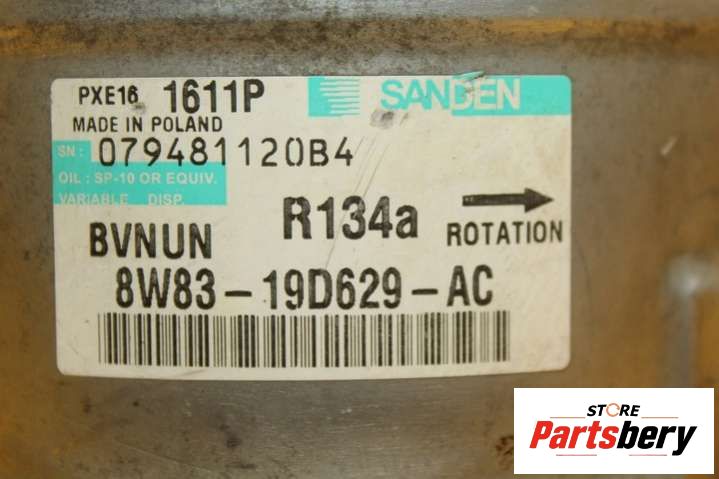 PXE16 1611P SANDEN
MADE IN POLAND
SN: 079481120B4
OIL : SP-10 OR EQUIV.
VARIABLE DISP.
R134a
BVNUN ROTATION
8W83-19D629-AC
STORE
Partsbery